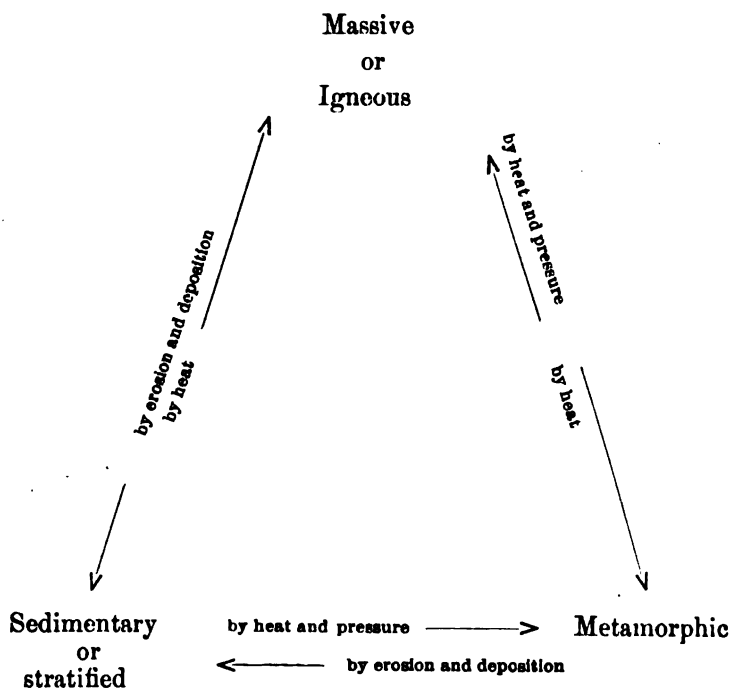 Massive
or
Igneous
by erosion and deposition
by heat
by heat and pressure
by heat
Sedimentary
or
stratified
by heat and pressure
Metamorphic
by erosion and deposition